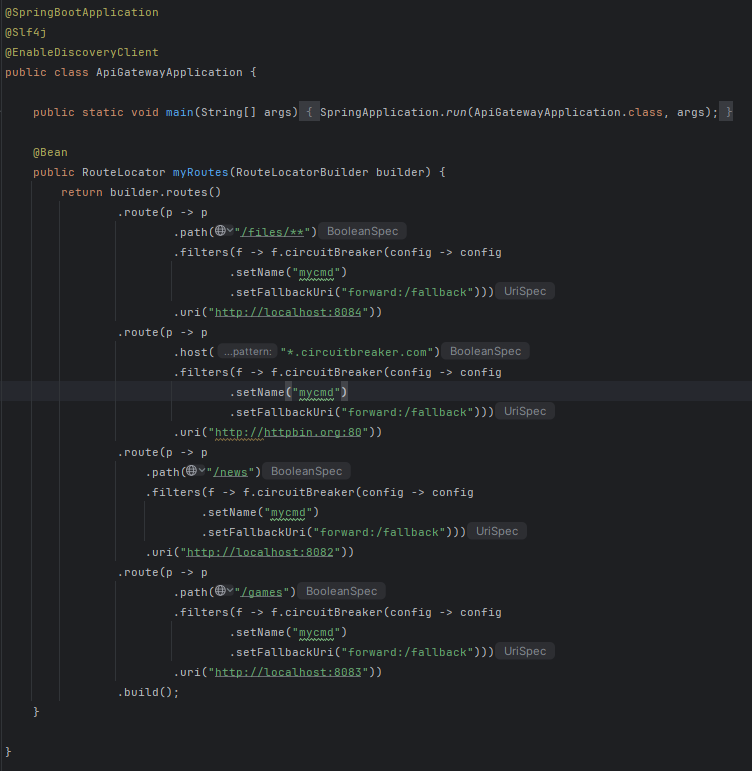 @SpringBootApplication
@Slf4j
@EnableDiscoveryClient
public class ApiGatewayApplication {
public static void main(String[] args) { SpringApplication.run(ApiGatewayApplication.class, args); }
@Bean
public RouteLocator myRoutes(RouteLocatorBuilder builder) {
return builder.routes()
.route(p -> p
.path("/files/**") BooleanSpec
.filters(f -> f.circuitBreaker(config -> config
.setName("mycmd")
.setFallbackUri("forward:/fallback"))) UriSpec
.uri("http://localhost:8084"))
.route(p -> p
.host( ...pattern: "*.circuitbreaker.com") BooleanSpec
.filters(f -> f.circuitBreaker(config -> config
.setName("mycmd")
.setFallbackUri("forward:/fallback"))) UriSpec
.uri("http://httpbin.org:80"))
.route(p -> p
.path("/news") BooleanSpec
.filters(f -> f.circuitBreaker(config -> config
.setName("mycmd")
.setFallbackUri("forward:/fallback"))) UriSpec
.uri("http://localhost:8082"))
.route(p -> p
.path("/games") BooleanSpec
.filters(f -> f.circuitBreaker(config -> config
.setName("mycmd")
.setFallbackUri("forward:/fallback"))) UriSpec
.uri("http://localhost:8083"))
.build();
}
}